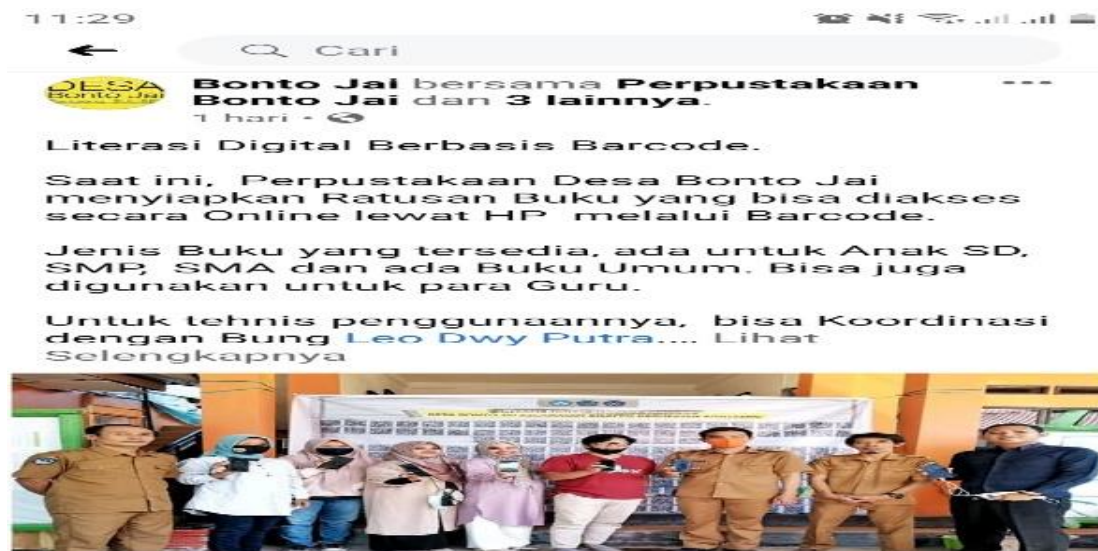 11:29
Cari
DESA
Bonto Jai
Bonto Jai bersama Perpustakaan
Bonto Jai dan 3 lainnya.
1 hari •
Literasi Digital Berbasis Barcode.
Saat ini, Perpustakaan Desa Bonto Jai
menyiapkan Ratusan Buku yang bisa diakses
secara Online lewat HP melalui Barcode.
Jenis Buku yang tersedia, ada untuk Anak SD,
SMP, SMA dan ada Buku Umum. Bisa juga
digunakan untuk para Guru.
Untuk tehnis penggunaannya, bisa Koordinasi
dengan Bung Leo Dwy Putra.... Lihat
Selengkapnya